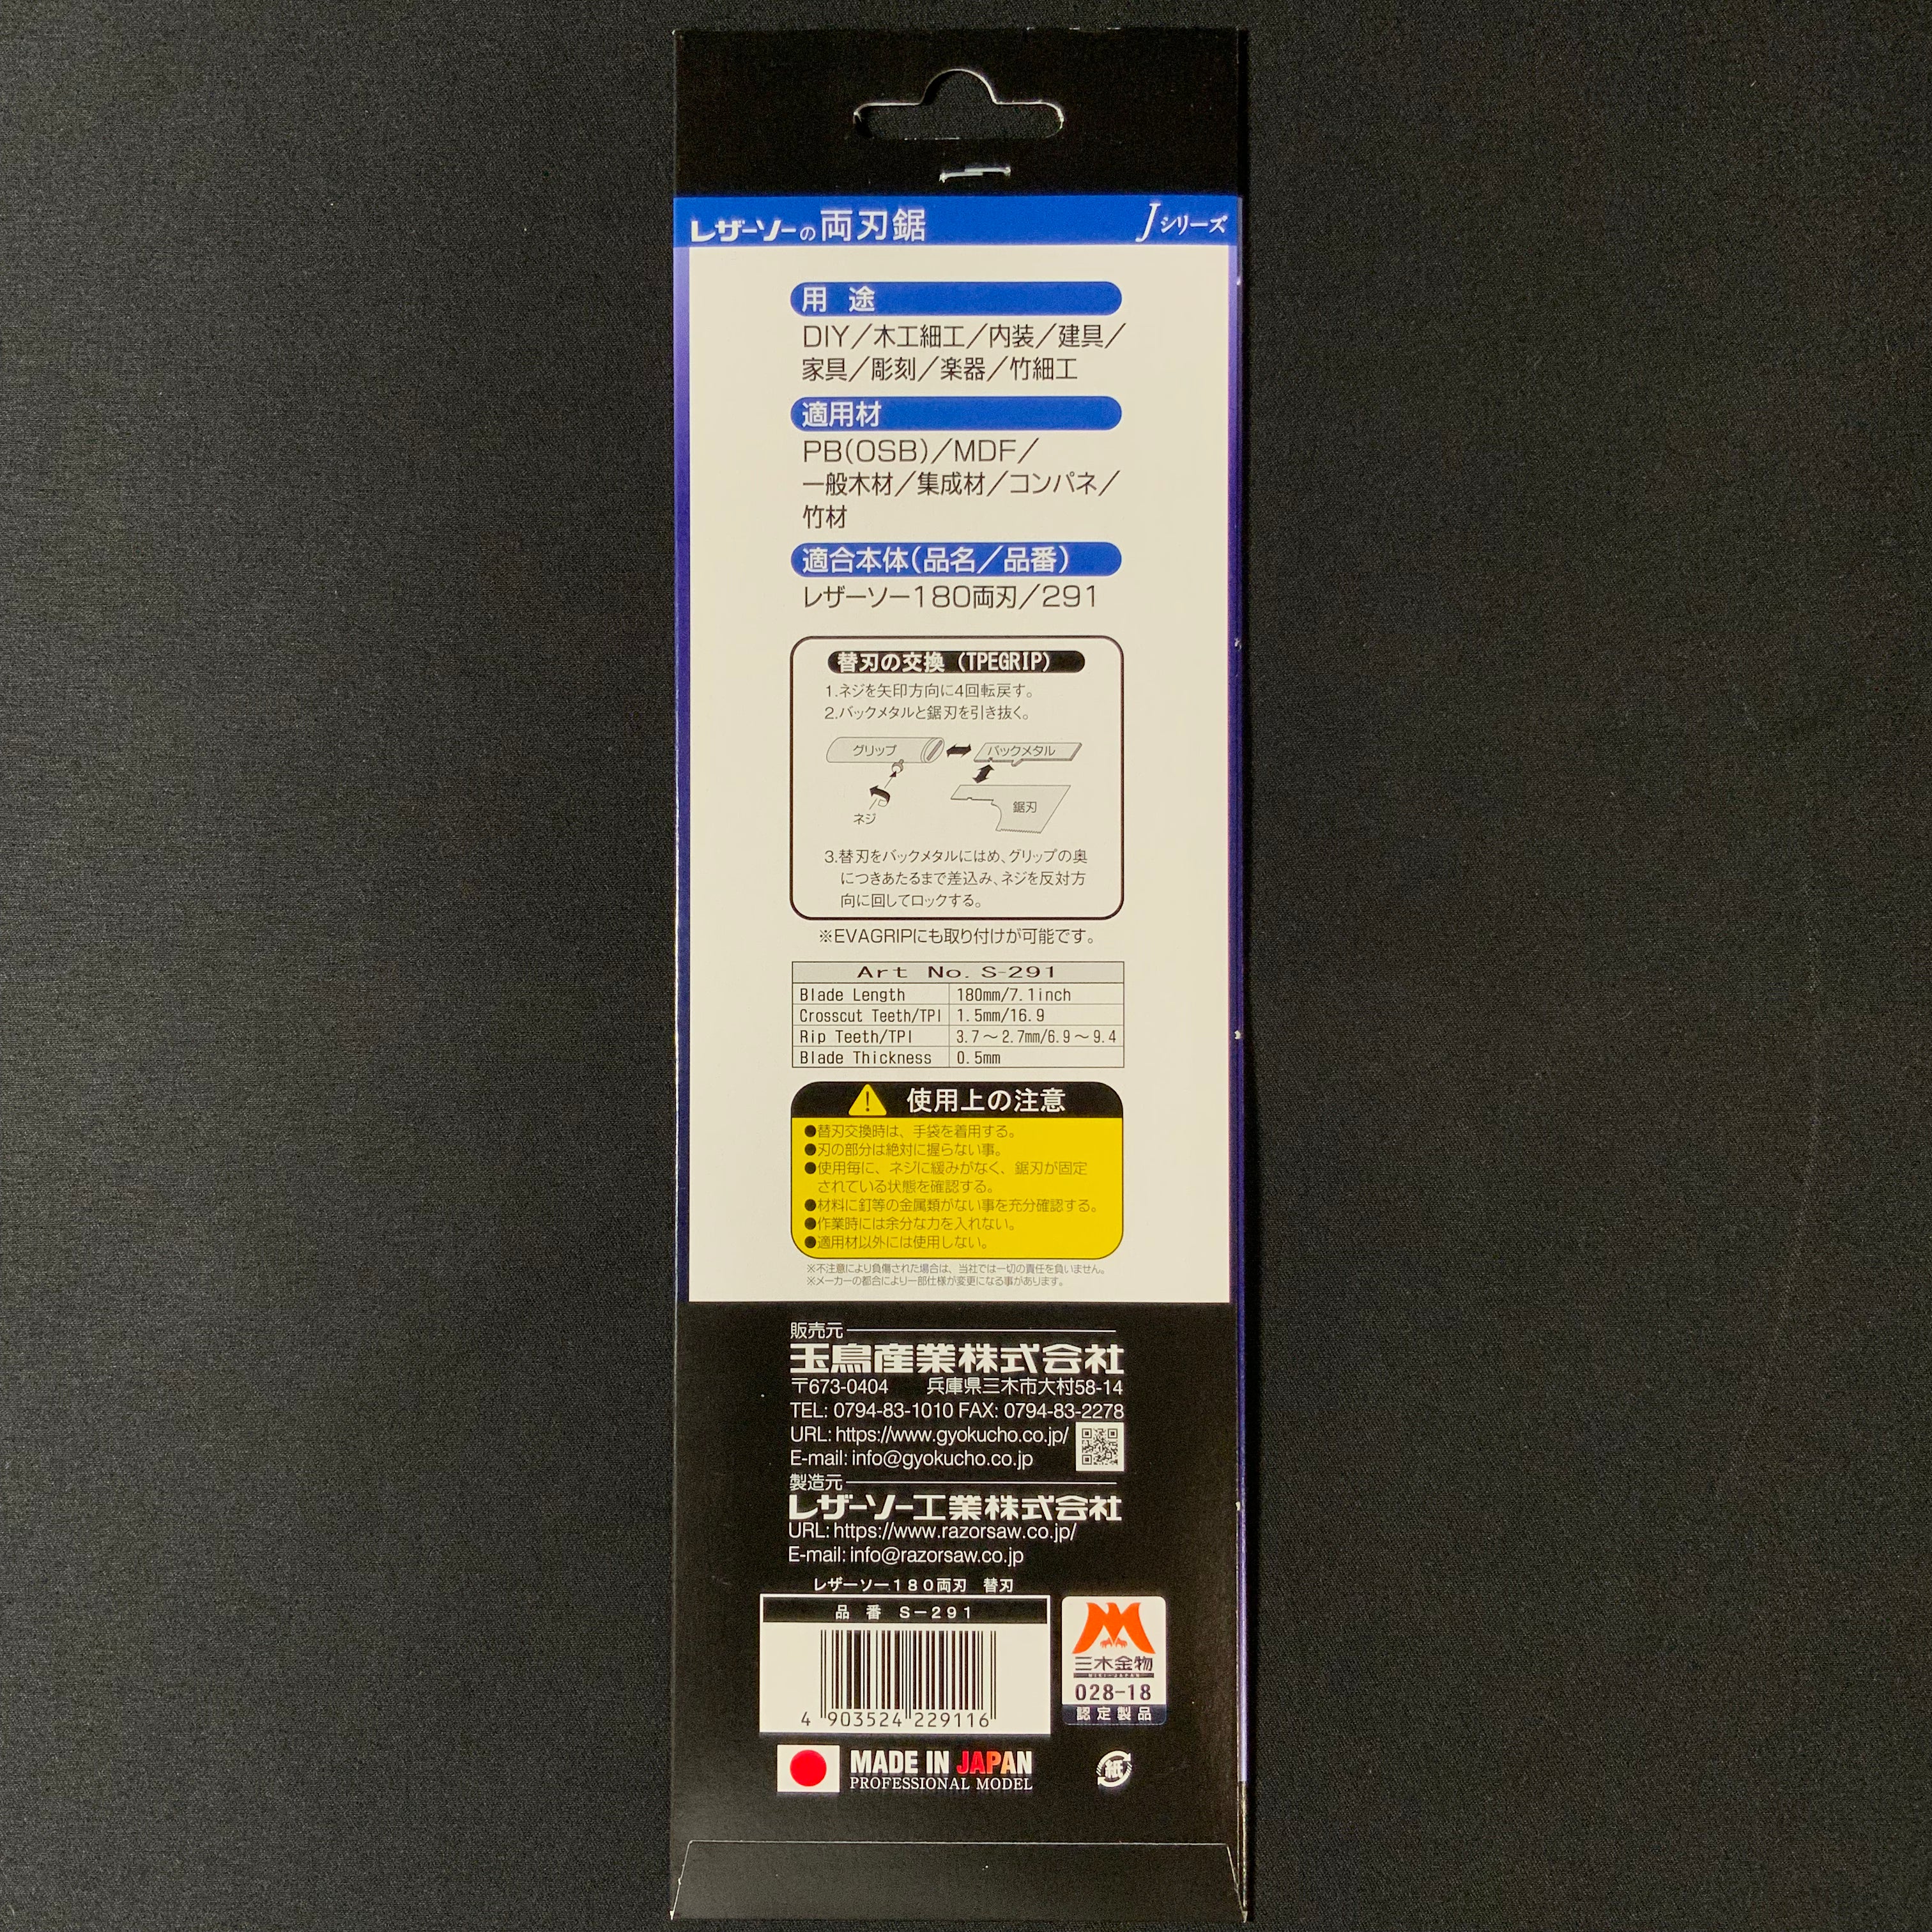 レザーソーの両刃鋸
Jシリーズ
用 途
DIY／木工細工／内装／建具／
家具／彫刻／楽器／竹細工
適用材
PB(OSB)／MDF／
一般木材／集成材／コンパネ／
竹材
適合本体(品名／品番)
レザーソー180両刃／291
替刃の交換 (TPEGRIP)
1.ネジを矢印方向に4回転戻す。
2.バックメタルと鋸刃を引き抜く。
グリップ
バックメタル
鋸刃
ネジ
3.替刃をバックメタルにはめ、グリップの奥
につきあたるまで差込み、ネジを反対方
向に回してロックする。
※EVAGRIPにも取り付けが可能です。
Art No. S-291
Blade Length 180mm/7.1inch
Crosscut Teeth/TPI 1.5mm/16.9
Rip Teeth/TPI 3.7～2.7mm/6.9～9.4
Blade Thickness 0.5mm
使用上の注意
●替刃交換時は、手袋を着用する。
●刃の部分は絶対に握らない事。
●使用毎に、ネジに緩みがなく、鋸刃が固定
されている状態を確認する。
●材料に釘等の金属類がない事を充分確認する。
●作業時には余分な力を入れない。
●適用材以外には使用しない。
※不注意により負傷された場合は、当社では一切の責任を負いません。
※メーカーの都合により一部仕様が変更になる事があります。
販売元
玉鳥産業株式会社
〒673-0404 兵庫県三木市大村58-14
TEL: 0794-83-1010 FAX: 0794-83-2278
URL: https://www.gyokucho.co.jp/
E-mail: info@gyokucho.co.jp
製造元
レザーソー工業株式会社
URL: https://www.razorsaw.co.jp/
E-mail: info@razorsaw.co.jp
レザーソー180両刃 替刃
品 番 S-291
4 903524 229116
三木金物
MIKI-JAPAN
028-18
認定製品
MADE IN JAPAN
PROFESSIONAL MODEL
紙